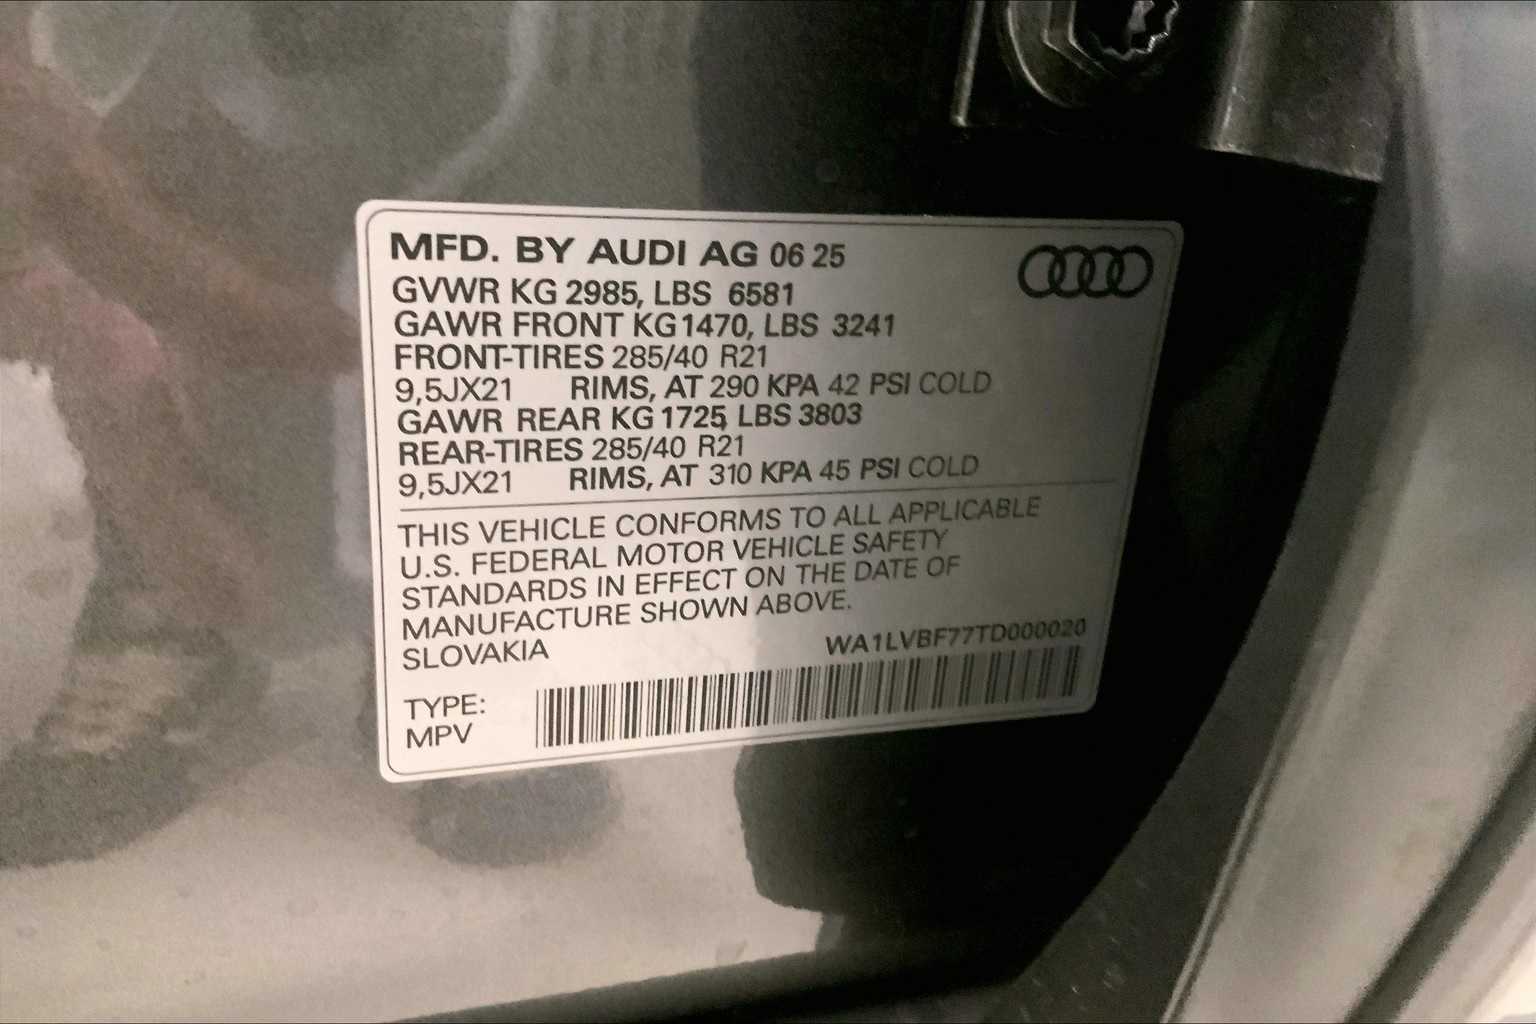 MFD. BY AUDI AG 06 25
GVWR KG 2985, LBS 6581
GAWR FRONT KG 1470, LBS 3241
FRONT-TIRES 285/40 R21
9,5JX21 RIMS, AT 290 KPA 42 PSI COLD
GAWR REAR KG 1725, LBS 3803
REAR-TIRES 285/40 R21
9,5JX21 RIMS, AT 310 KPA 45 PSI COLD
THIS VEHICLE CONFORMS TO ALL APPLICABLE
U.S. FEDERAL MOTOR VEHICLE SAFETY
STANDARDS IN EFFECT ON THE DATE OF
MANUFACTURE SHOWN ABOVE.
SLOVAKIA
WA1LVBF77TD000020
TYPE:
MPV